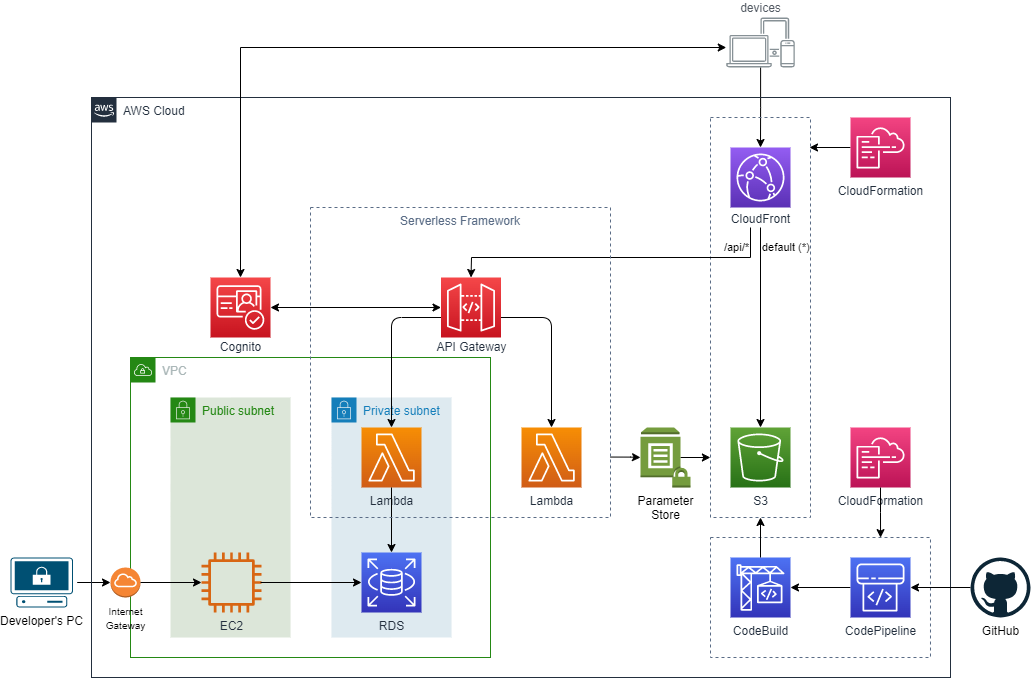 devices
aws
AWS Cloud
CloudFormation
CloudFront
Serverless Framework
/api/*
default (*)
Cognito
API Gateway
VPC
Public subnet
Private subnet
Lambda
Lambda
Parameter
Store
S3
CloudFormation
Developer's PC
Internet
Gateway
EC2
RDS
CodeBuild
CodePipeline
GitHub